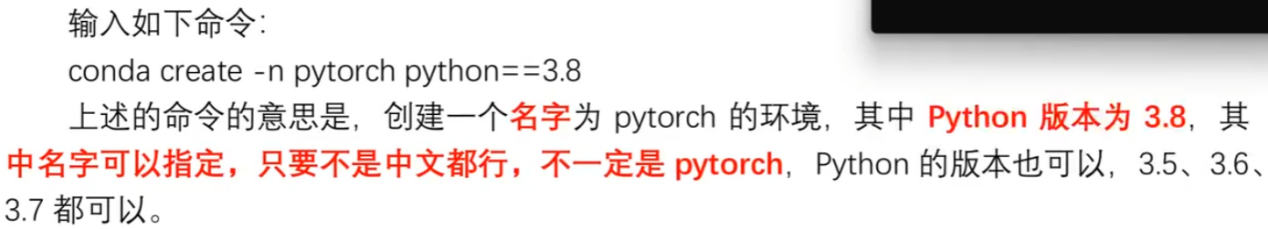 输入如下命令：
conda create -n pytorch python==3.8
上述的命令的意思是，创建一个名字为 pytorch 的环境，其中 Python 版本为 3.8，其
中名字可以指定，只要不是中文都行，不一定是 pytorch，Python 的版本也可以，3.5、3.6、
3.7 都可以。